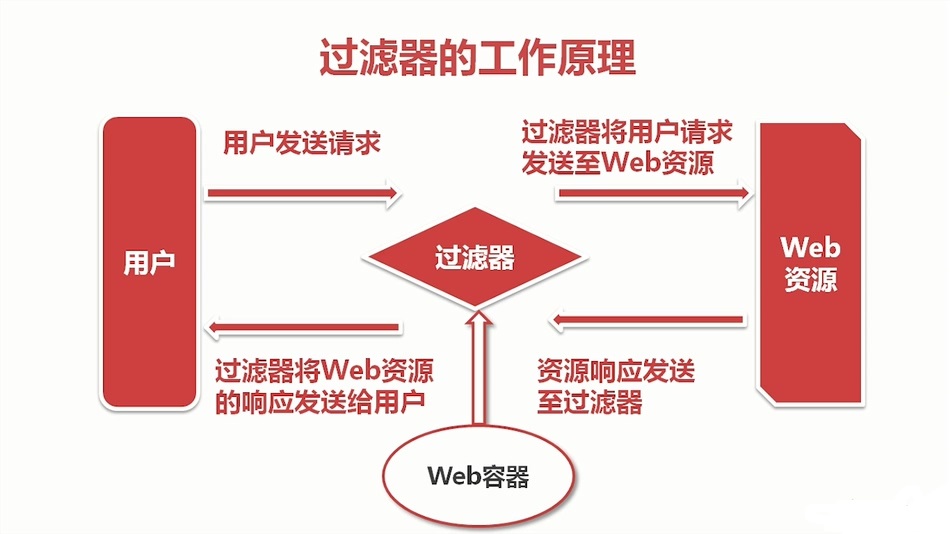 过滤器的工作原理
用户发送请求
过滤器将用户请求
发送至Web资源
用户
过滤器
Web
资源
过滤器将Web资源
的响应发送给用户
资源响应发送
至过滤器
Web容器